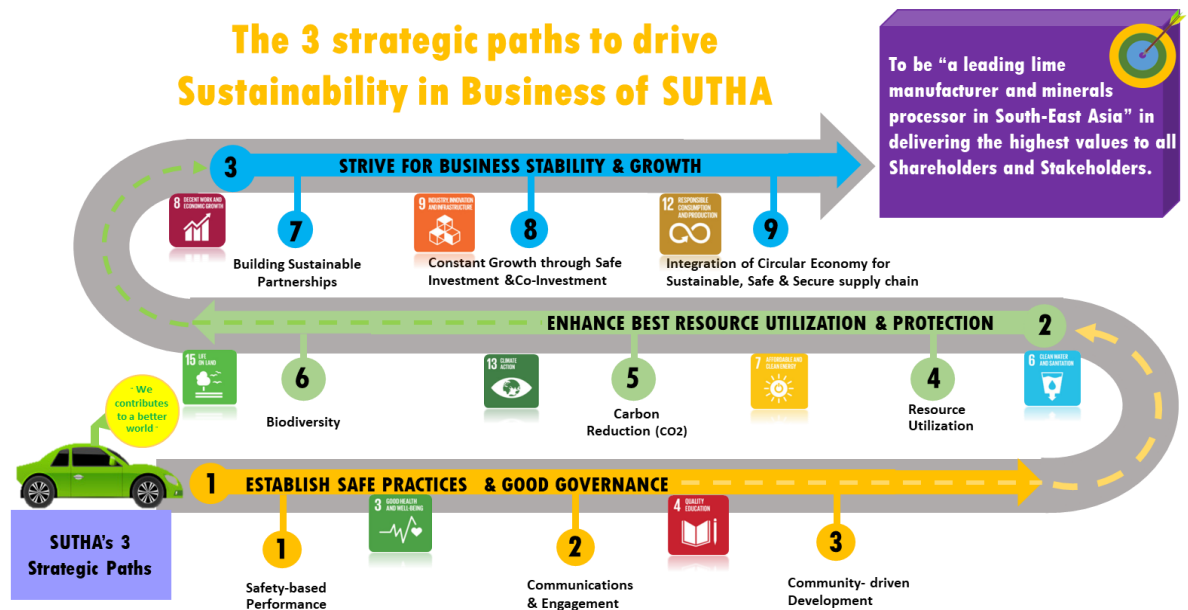 The 3 strategic paths to drive
Sustainability in Business of SUTHA
To be “a leading lime
manufacturer and minerals
processor in South-East Asia” in
delivering the highest values to all
Shareholders and Stakeholders.
3 STRIVE FOR BUSINESS STABILITY & GROWTH
8 DECENT WORK AND
ECONOMIC GROWTH
7
Building Sustainable
Partnerships
9 INDUSTRY, INNOVATION
AND INFRASTRUCTURE
8
Constant Growth through Safe
Investment &Co-Investment
12 RESPONSIBLE
CONSUMPTION
AND PRODUCTION
9
Integration of Circular Economy for
Sustainable, Safe & Secure supply chain
ENHANCE BEST RESOURCE UTILIZATION & PROTECTION 2
15 LIFE
ON LAND
6
Biodiversity
13 CLIMATE
ACTION
5
Carbon
Reduction (CO2)
7 AFFORDABLE AND
CLEAN ENERGY
4
Resource
Utilization
6 CLEAN WATER
AND SANITATION
" We
contributes
to a better
world "
1 ESTABLISH SAFE PRACTICES & GOOD GOVERNANCE
SUTHA's 3
Strategic Paths
1
Safety-based
Performance
3 GOOD HEALTH
AND WELL-BEING
2
Communications
& Engagement
4 QUALITY
EDUCATION
3
Community- driven
Development